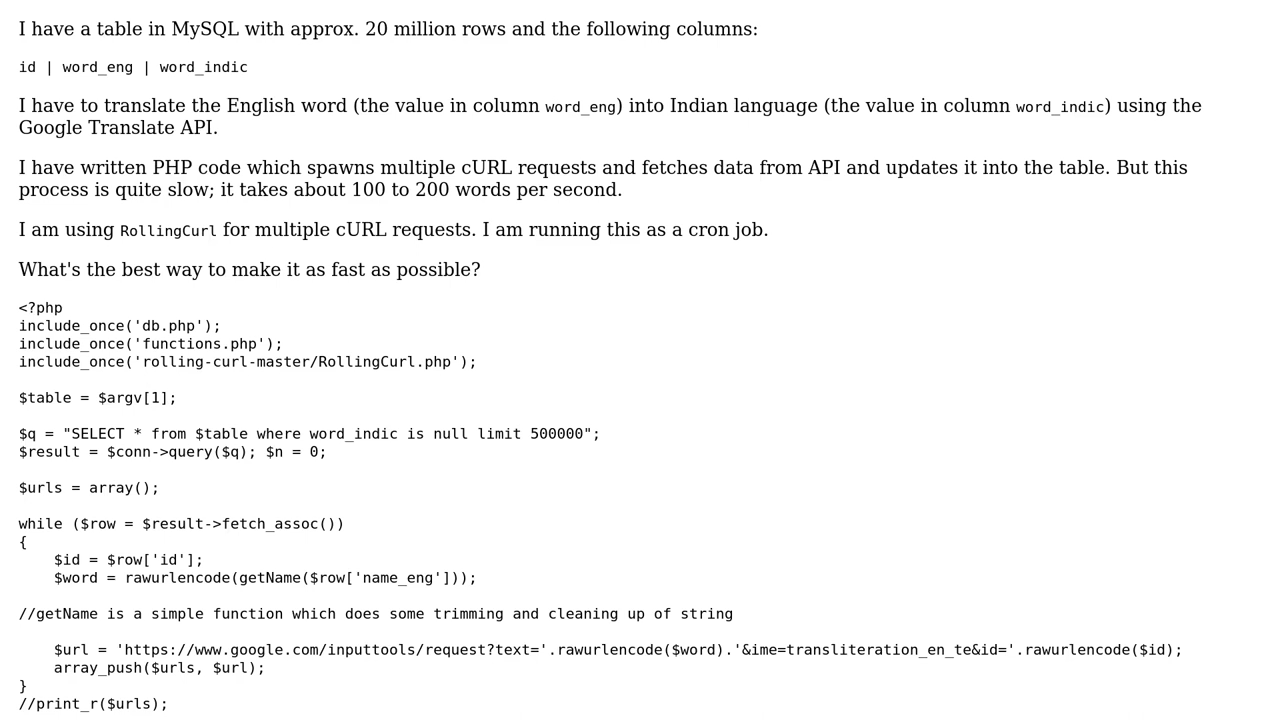 I have a table in MySQL with approx. 20 million rows and the following columns:
id | word_eng | word_indic
I have to translate the English word (the value in column word_eng) into Indian language (the value in column word_indic) using the
Google Translate API.
I have written PHP code which spawns multiple cURL requests and fetches data from API and updates it into the table. But this
process is quite slow; it takes about 100 to 200 words per second.
I am using RollingCurl for multiple cURL requests. I am running this as a cron job.
What's the best way to make it as fast as possible?
<?php
include_once('db.php');
include_once('functions.php');
include_once('rolling-curl-master/RollingCurl.php');
$table = $argv[1];
$q = "SELECT * from $table where word_indic is null limit 500000";
$result = $conn->query($q); $n = 0;
$urls = array();
while ($row = $result->fetch_assoc())
{
    $id = $row['id'];
    $word = rawurlencode(getName($row['name_eng']));
//getName is a simple function which does some trimming and cleaning up of string
    $url = 'https://www.google.com/inputtools/request?text='.rawurlencode($word).'&ime=transliteration_en_te&id='.rawurlencode($id);
    array_push($urls, $url);
}
//print_r($urls);